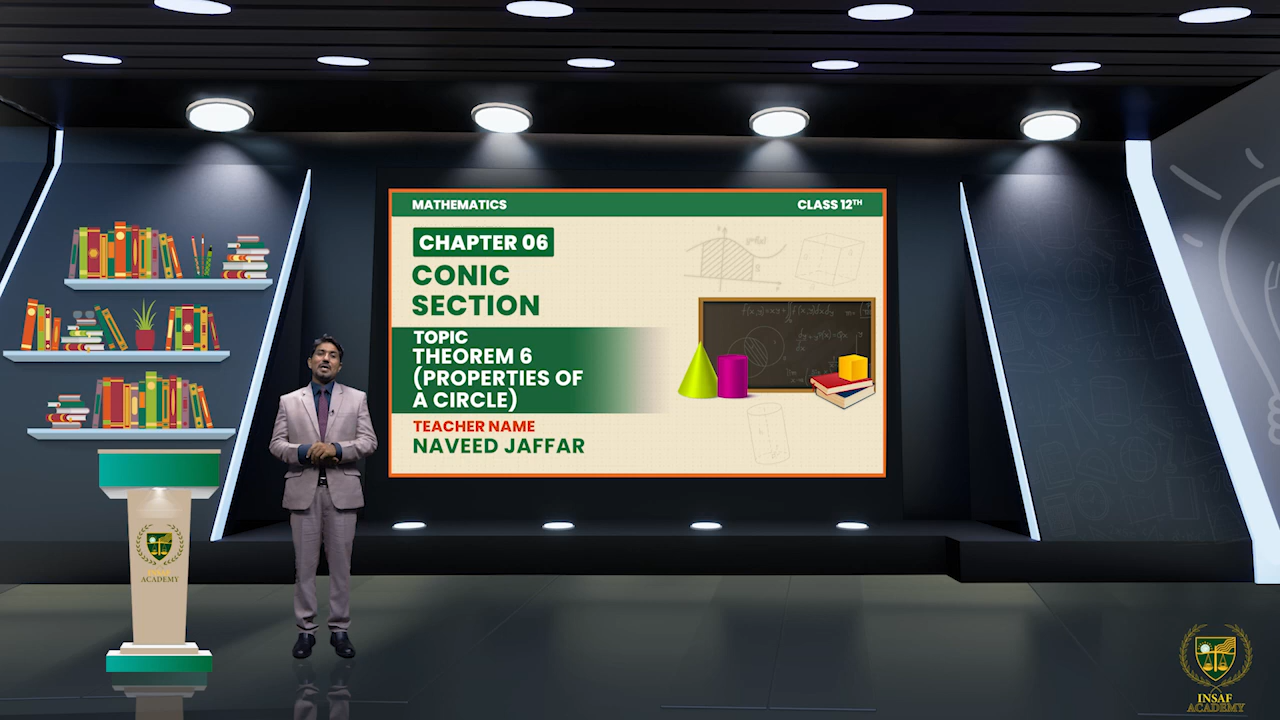 MATHEMATICS
CLASS 12TH
CHAPTER 06
CONIC
SECTION
TOPIC
THEOREM 6
(PROPERTIES OF
A CIRCLE)
TEACHER NAME
NAVEED JAFFAR
INSAF
ACADEMY
INSAF
ACADEMY